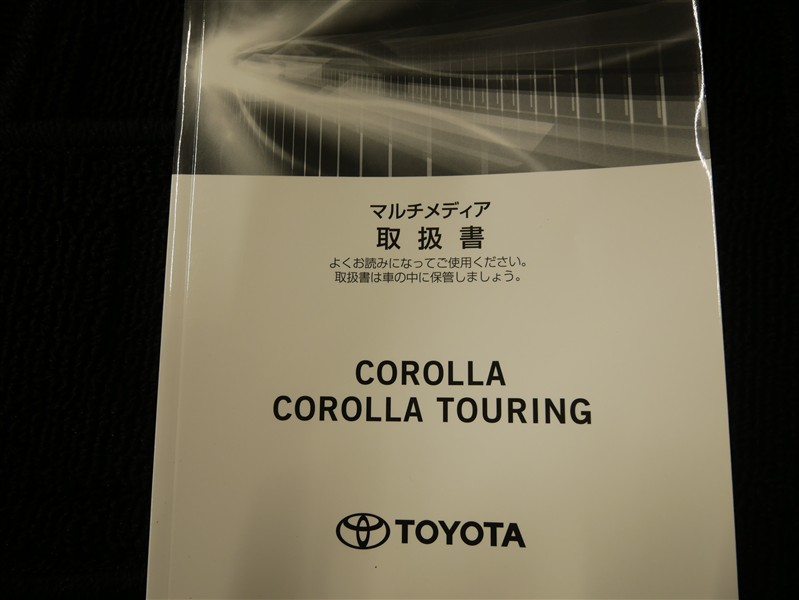 マルチメディア
取扱書
よくお読みになってご使用ください。
取扱書は車の中に保管しましょう。
COROLLA
COROLLA TOURING
TOYOTA